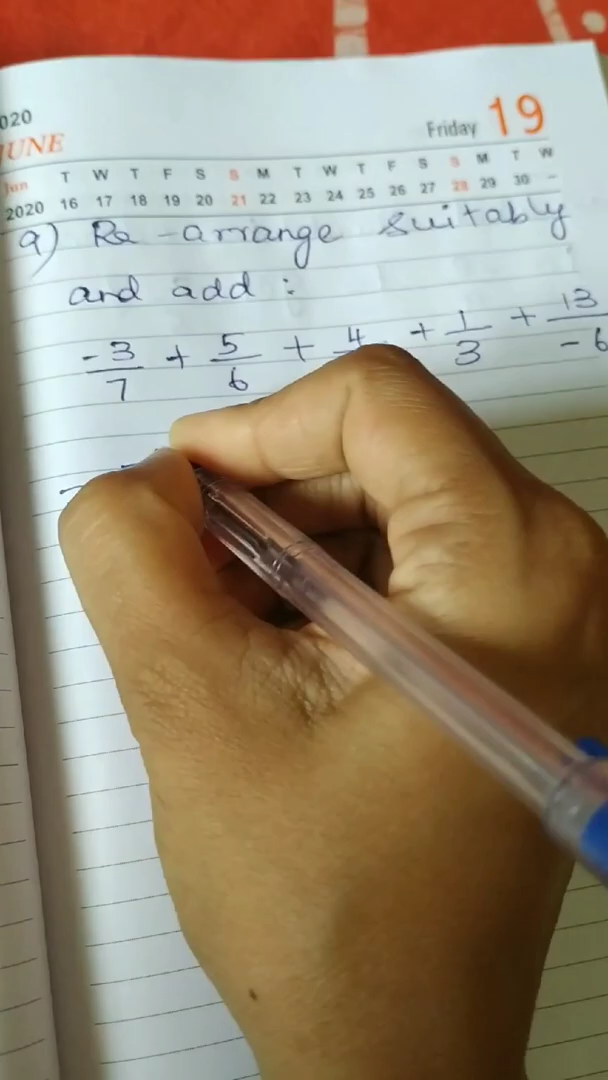 020
JUNE
Friday 19
Jun T W T F S S M T W T F S S M T W
2020 16 17 18 19 20 21 22 23 24 25 26 27 28 29 30 -
a) Re-arrange suitably
and add :
-3/7 + 5/6 + 4 + 1/3 + 13/-6